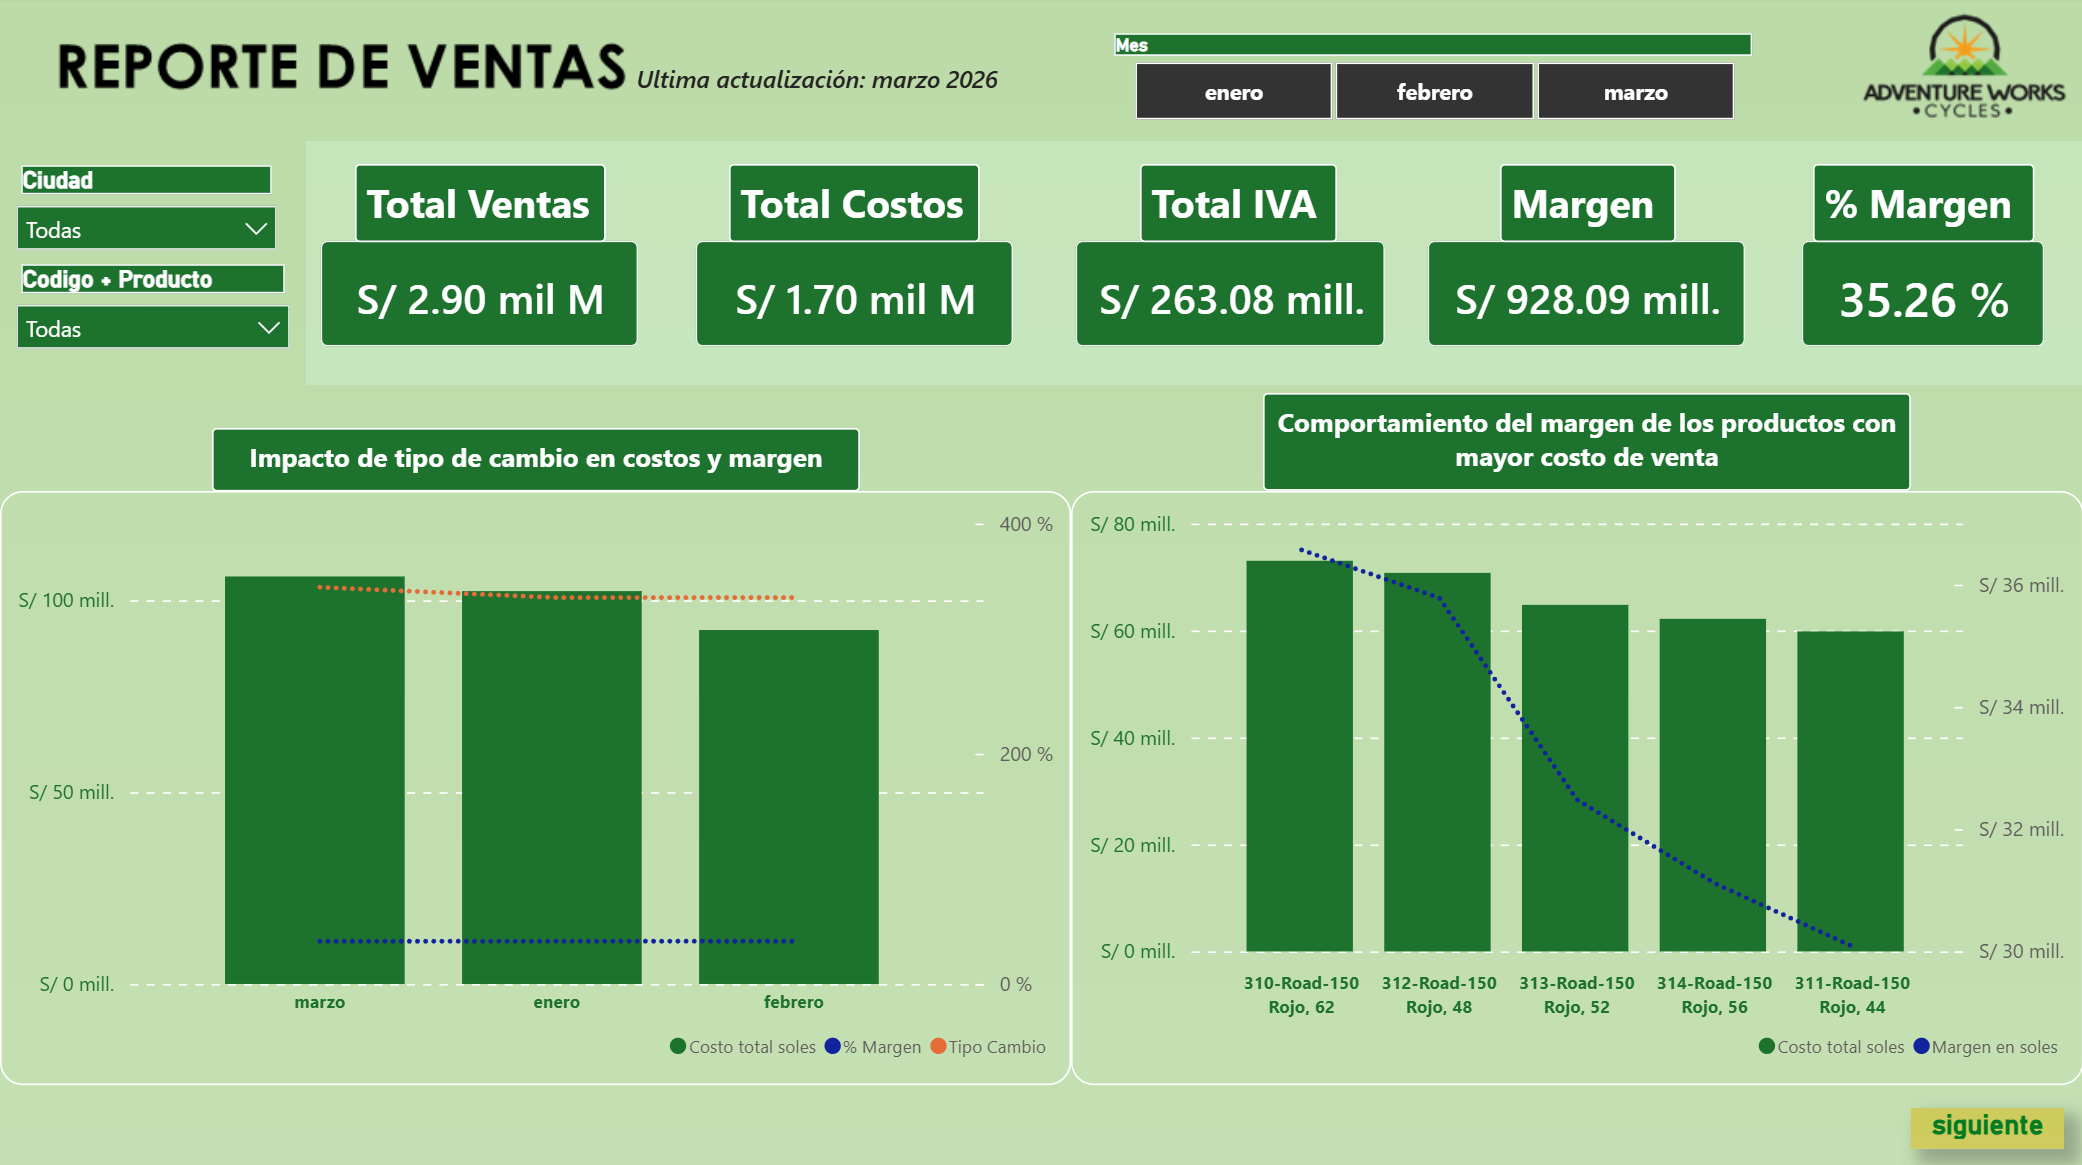 REPORTE DE VENTAS Ultima actualización: marzo 2026
Mes
enero febrero marzo
ADVENTURE WORKS
•CYCLES•
Ciudad
Todas
Codigo + Producto
Todas
Total Ventas
S/ 2.90 mil M
Total Costos
S/ 1.70 mil M
Total IVA
S/ 263.08 mill.
Margen
S/ 928.09 mill.
% Margen
35.26 %
Impacto de tipo de cambio en costos y margen
400 %
200 %
0 %
S/ 100 mill.
S/ 50 mill.
S/ 0 mill.
marzo enero febrero
Costo total soles % Margen Tipo Cambio
Comportamiento del margen de los productos con
mayor costo de venta
S/ 80 mill.
S/ 60 mill.
S/ 40 mill.
S/ 20 mill.
S/ 0 mill.
S/ 36 mill.
S/ 34 mill.
S/ 32 mill.
S/ 30 mill.
310-Road-150 312-Road-150 313-Road-150 314-Road-150 311-Road-150
Rojo, 62 Rojo, 48 Rojo, 52 Rojo, 56 Rojo, 44
Costo total soles Margen en soles
siguiente